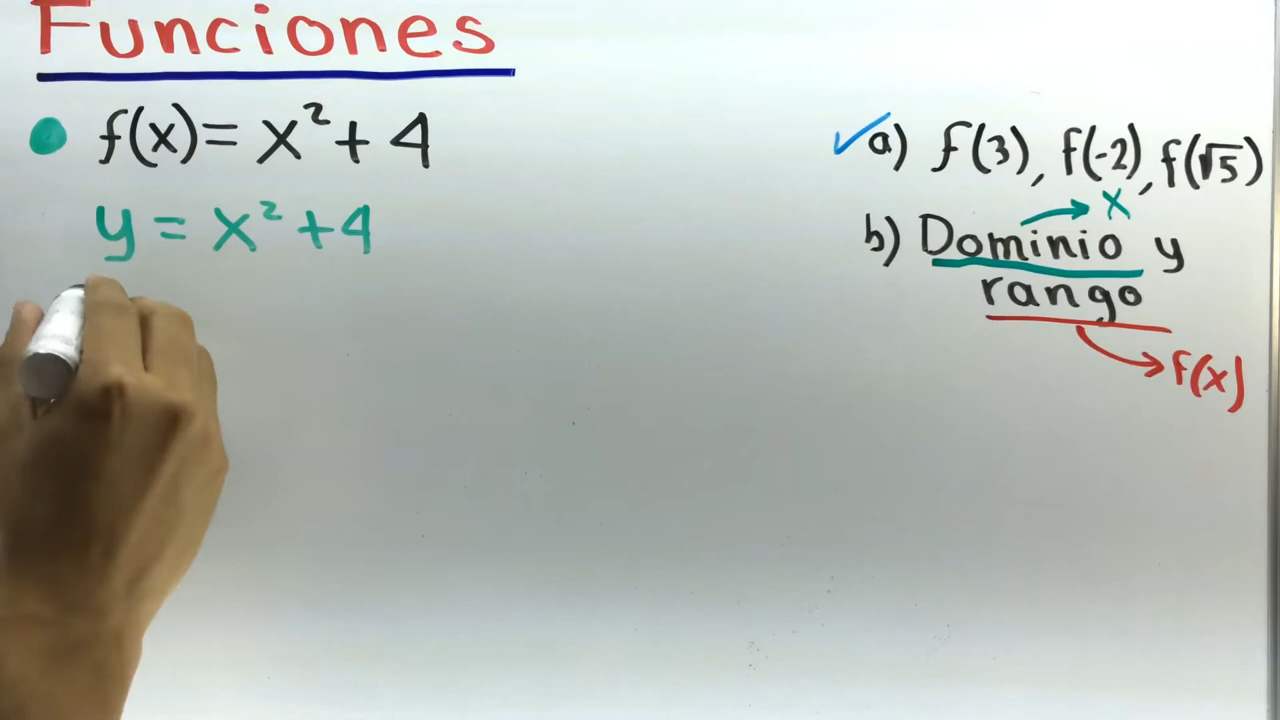 Funciones
f(x) = x² + 4
y = x² + 4
a) f(3), f(-2), f(√5)
x
b) Dominio y
rango
f(x)